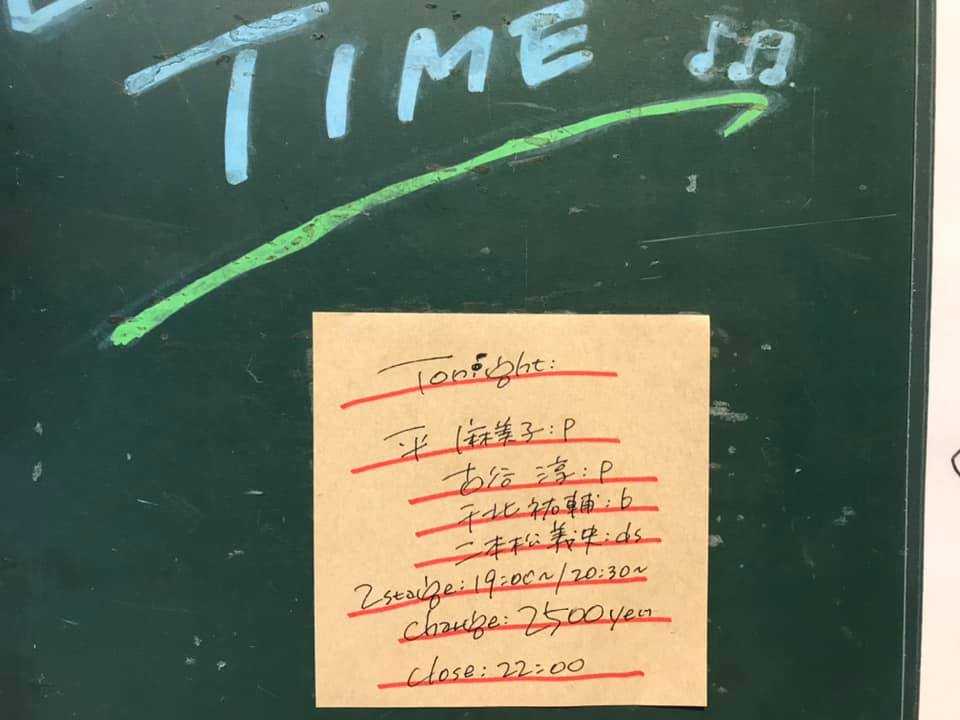 TIME
Tonight:
平 麻美子:p
古谷 淳:p
千北祐輔:b
二本松義史:ds
2stage:19:00~/20:30~
charge:2500yen
close:22:00